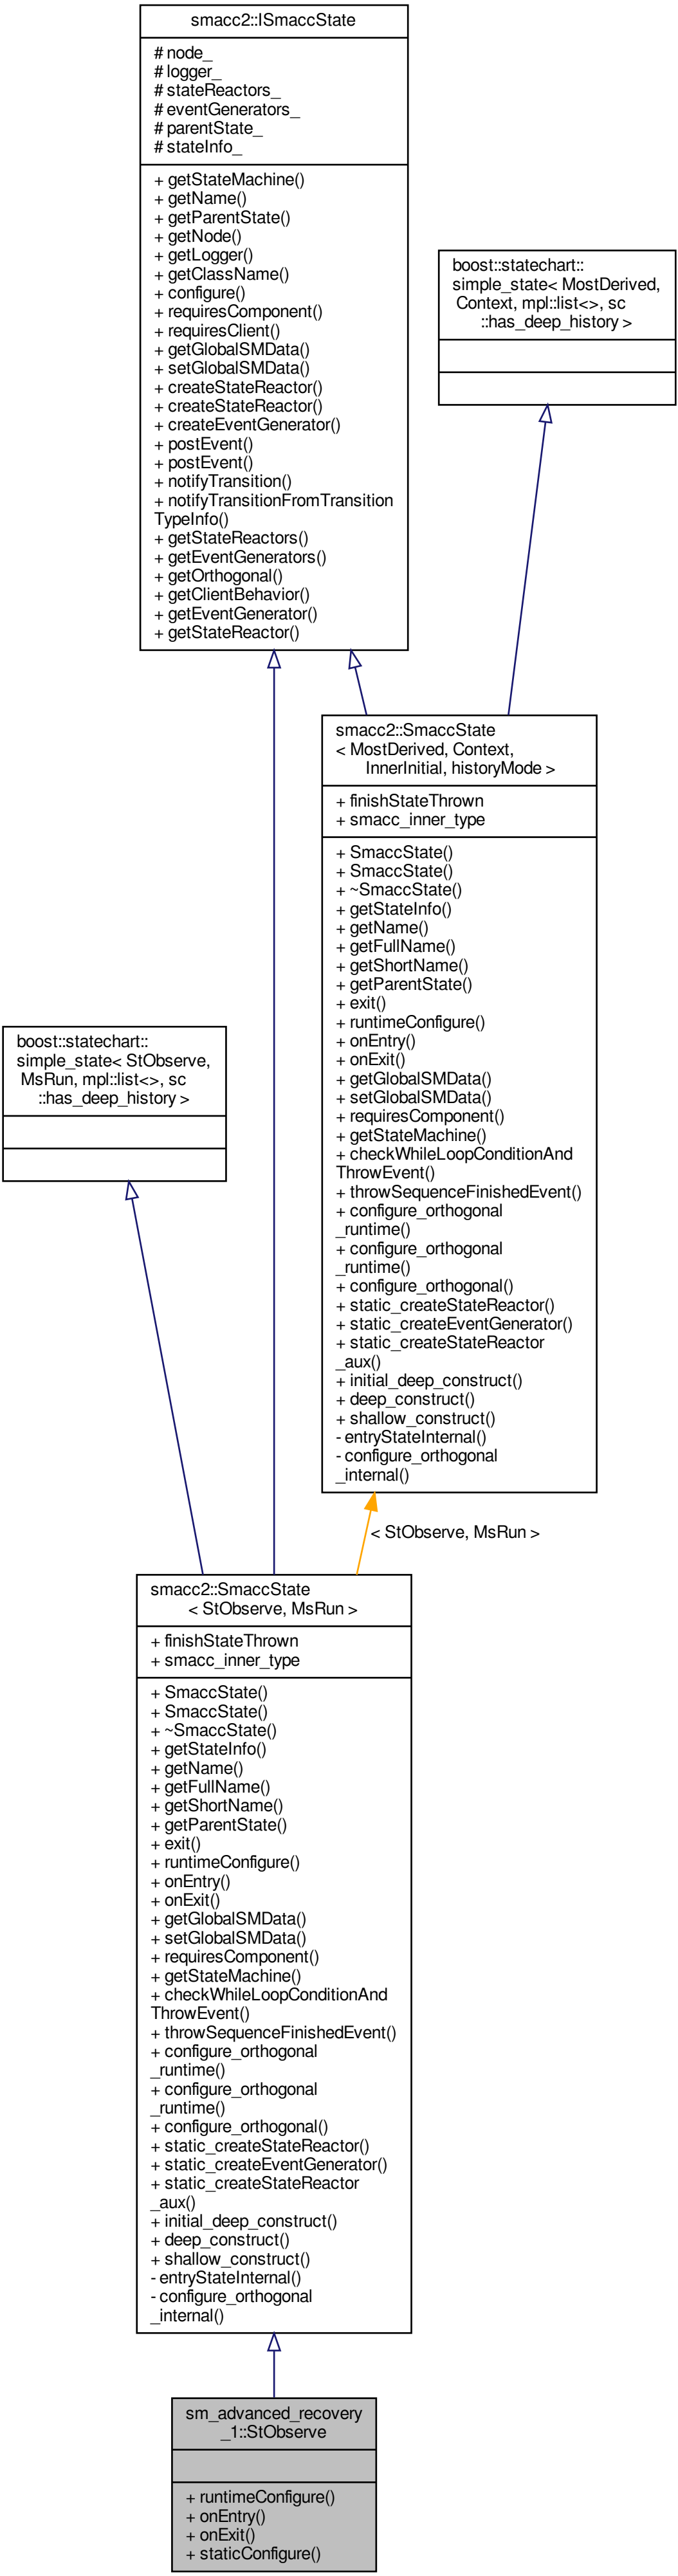 smacc2::ISmaccState
# node_
# logger_
# stateReactors_
# eventGenerators_
# parentState_
# stateInfo_
+ getStateMachine()
+ getName()
+ getParentState()
+ getNode()
+ getLogger()
+ getClassName()
+ configure()
+ requiresComponent()
+ requiresClient()
+ getGlobalSMData()
+ setGlobalSMData()
+ createStateReactor()
+ createStateReactor()
+ createEventGenerator()
+ postEvent()
+ postEvent()
+ notifyTransition()
+ notifyTransitionFromTransition
TypeInfo()
+ getStateReactors()
+ getEventGenerators()
+ getOrthogonal()
+ getClientBehavior()
+ getEventGenerator()
+ getStateReactor()
boost::statechart::
simple_state< MostDerived,
Context, mpl::list<>, sc
::has_deep_history >
smacc2::SmaccState
< MostDerived, Context,
InnerInitial, historyMode >
+ finishStateThrown
+ smacc_inner_type
+ SmaccState()
+ SmaccState()
+ ~SmaccState()
+ getStateInfo()
+ getName()
+ getFullName()
+ getShortName()
+ getParentState()
+ exit()
+ runtimeConfigure()
+ onEntry()
+ onExit()
+ getGlobalSMData()
+ setGlobalSMData()
+ requiresComponent()
+ getStateMachine()
+ checkWhileLoopConditionAnd
ThrowEvent()
+ throwSequenceFinishedEvent()
+ configure_orthogonal
_runtime()
+ configure_orthogonal
_runtime()
+ configure_orthogonal()
+ static_createStateReactor()
+ static_createEventGenerator()
+ static_createStateReactor
_aux()
+ initial_deep_construct()
+ deep_construct()
+ shallow_construct()
- entryStateInternal()
- configure_orthogonal
_internal()
boost::statechart::
simple_state< StObserve,
MsRun, mpl::list<>, sc
::has_deep_history >
< StObserve, MsRun >
smacc2::SmaccState
< StObserve, MsRun >
+ finishStateThrown
+ smacc_inner_type
+ SmaccState()
+ SmaccState()
+ ~SmaccState()
+ getStateInfo()
+ getName()
+ getFullName()
+ getShortName()
+ getParentState()
+ exit()
+ runtimeConfigure()
+ onEntry()
+ onExit()
+ getGlobalSMData()
+ setGlobalSMData()
+ requiresComponent()
+ getStateMachine()
+ checkWhileLoopConditionAnd
ThrowEvent()
+ throwSequenceFinishedEvent()
+ configure_orthogonal
_runtime()
+ configure_orthogonal
_runtime()
+ configure_orthogonal()
+ static_createStateReactor()
+ static_createEventGenerator()
+ static_createStateReactor
_aux()
+ initial_deep_construct()
+ deep_construct()
+ shallow_construct()
- entryStateInternal()
- configure_orthogonal
_internal()
sm_advanced_recovery
_1::StObserve
+ runtimeConfigure()
+ onEntry()
+ onExit()
+ staticConfigure()